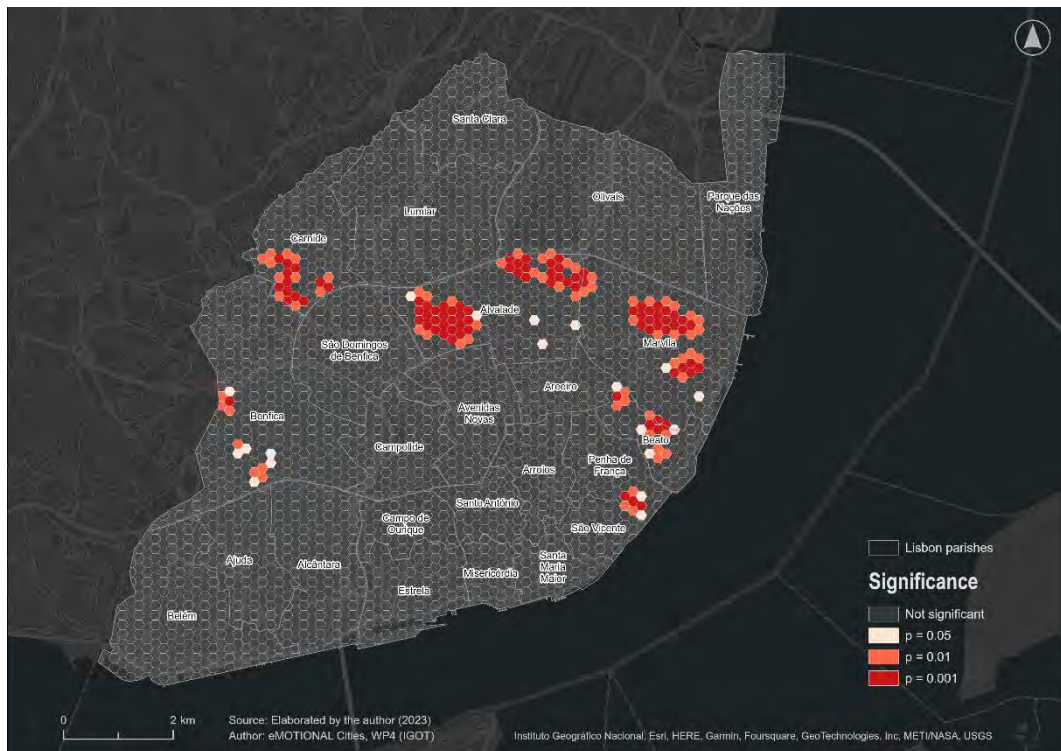 Santa Clara
Olivais
Parque das
Nações
Lumiar
Carnide
Alvalade
São Domingos
de Benfica
Marvila
Areeiro
Avenidas
Novas
Benfica
Beato
Campolide
Penha de
França
Arroios
Santo António
Campo de
Ourique
São Vicente
Ajuda
Alcântara
Santa
Maria
Maior
Misericórdia
Estrela
Belém
Lisbon parishes
Significance
Not significant
p = 0.05
p = 0.01
p = 0.001
0
2 km
Source: Elaborated by the author (2023)
Author: eMOTIONAL Cities, WP4 (IGOT)
Instituto Geográfico Nacional, Esri, HERE, Garmin, Foursquare, GeoTechnologies, Inc, METI/NASA, USGS